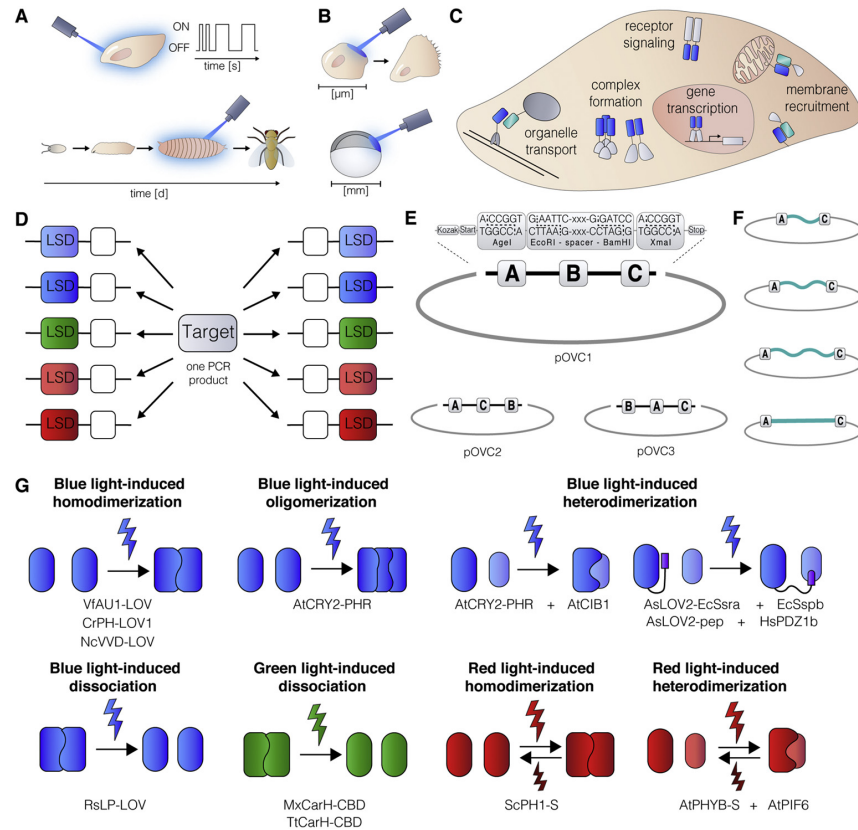 A
ON
OFF
time [s]
time [d]
B
[µm]
[mm]
C
receptor
signaling
complex
formation
gene
transcription
membrane
recruitment
organelle
transport
D
LSD
LSD
LSD
LSD
LSD
Target
one PCR
product
LSD
LSD
LSD
LSD
LSD
E
A¡CCGGT G¡AATTC-xxx-G¡GATCC A¡CCGGT
Kozak Start TGGCC¡A CTTAA¡G-xxx-CCTAG¡G TGGCC¡A Stop
AgeI EcoRI - spacer - BamHI XmaI
A B C
pOVC1
A C B
pOVC2
B A C
pOVC3
F
A C
A C
A C
A C
G
Blue light-induced
homodimerization
VfAU1-LOV
CrPH-LOV1
NcVVD-LOV
Blue light-induced
oligomerization
AtCRY2-PHR
Blue light-induced
heterodimerization
AtCRY2-PHR + AtCIB1
AsLOV2-EcSsra + EcSspb
AsLOV2-pep + HsPDZ1b
Blue light-induced
dissociation
RsLP-LOV
Green light-induced
dissociation
MxCarH-CBD
TtCarH-CBD
Red light-induced
homodimerization
ScPH1-S
Red light-induced
heterodimerization
AtPHYB-S + AtPIF6